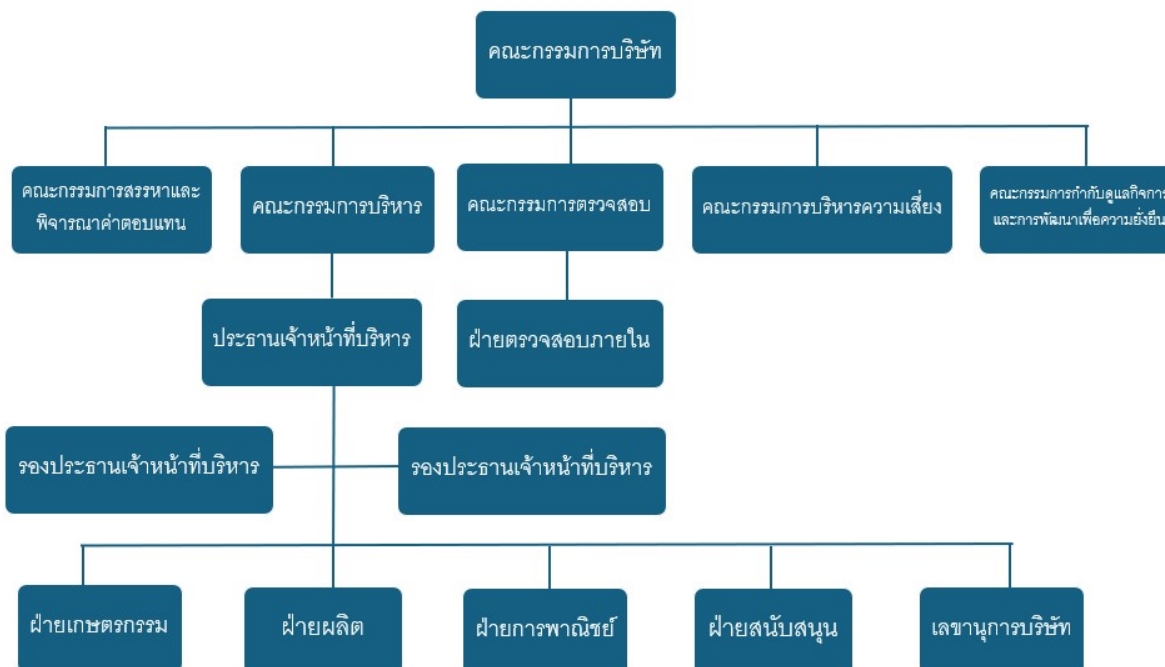 คณะกรรมการบริษัท
คณะกรรมการสรรหาและ
พิจารณาค่าตอบแทน
คณะกรรมการบริหาร
คณะกรรมการตรวจสอบ
คณะกรรมการบริหารความเสี่ยง
คณะกรรมการกำกับดูแลกิจการ
และการพัฒนาเพื่อความยั่งยืน
ประธานเจ้าหน้าที่บริหาร
ฝ่ายตรวจสอบภายใน
รองประธานเจ้าหน้าที่บริหาร
รองประธานเจ้าหน้าที่บริหาร
ฝ่ายเกษตรกรรม
ฝ่ายผลิต
ฝ่ายการพาณิชย์
ฝ่ายสนับสนุน
เลขานุการบริษัท